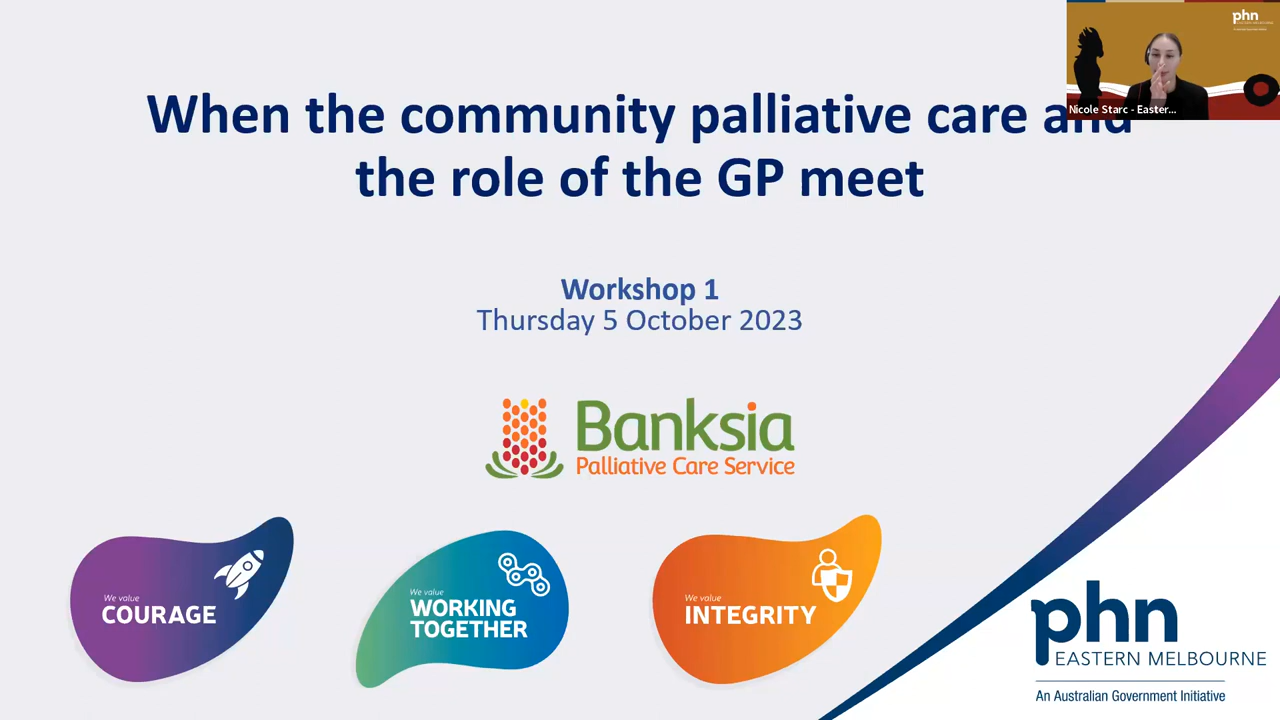 When the community palliative care and
the role of the GP meet
Workshop 1
Thursday 5 October 2023
Banksia
Palliative Care Service
We value
COURAGE
We value
WORKING
TOGETHER
We value
INTEGRITY
phn
EASTERN MELBOURNE
An Australian Government Initiative
phn
Nicole Starc - Easter...